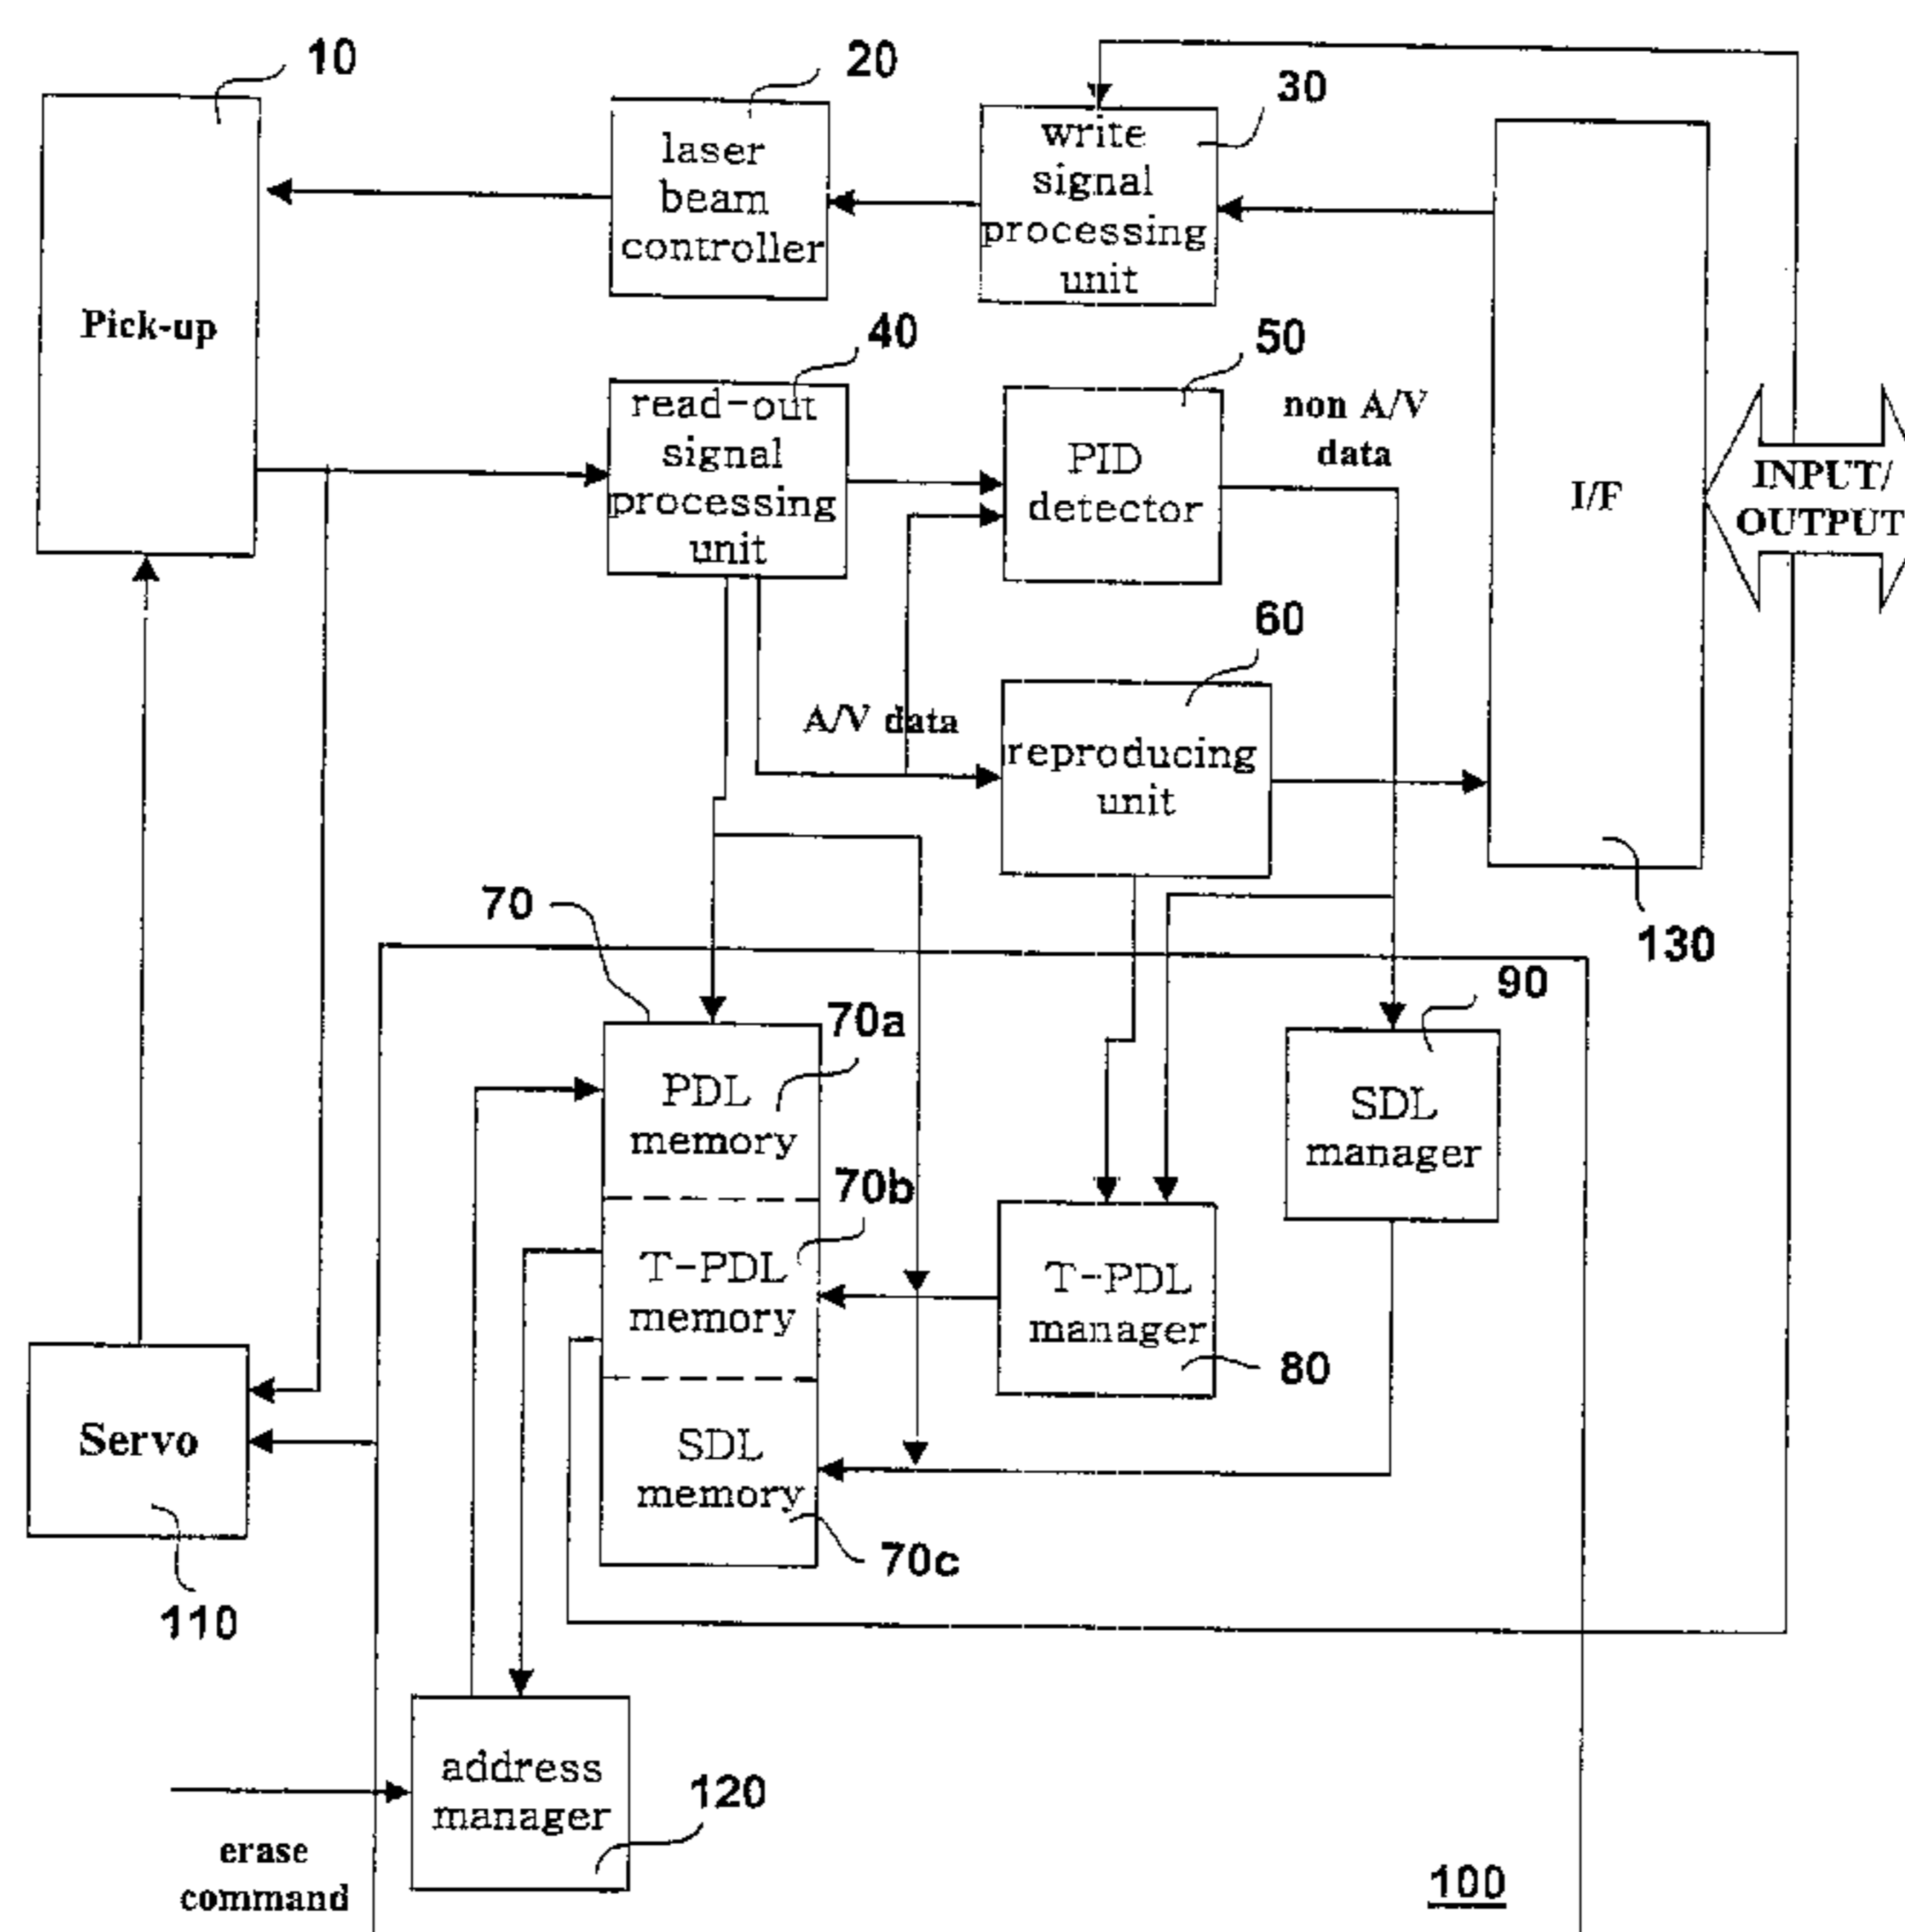 10
20
30
Pick-up
laser
beam
controller
write
signal
processing
unit
40
50
read-out
signal
processing
unit
PID
detector
non A/V
data
I/F
INPUT/
OUTPUT
60
A/V data
reproducing
unit
130
70
70a
90
PDL
memory
SDL
manager
70b
T-PDL
memory
T-PDL
manager
80
Servo
SDL
memory
70c
110
address
manager
120
erase
command
100